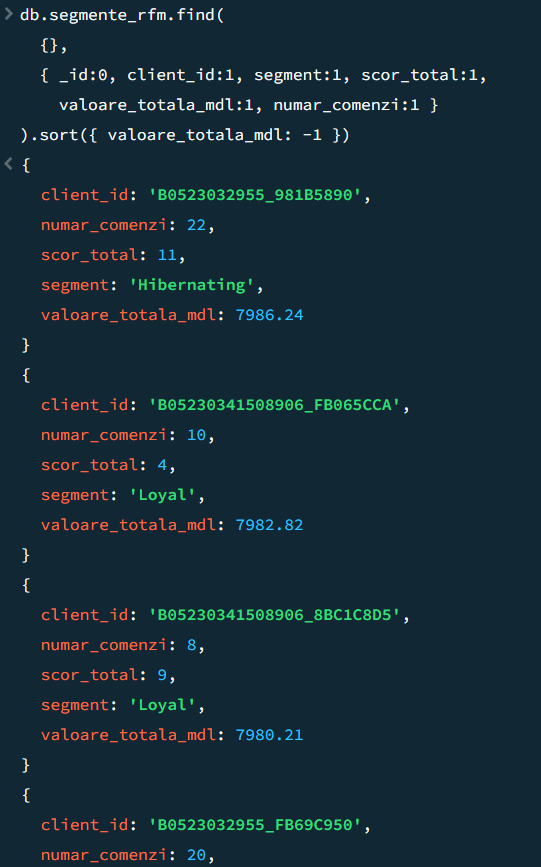 db.segmente_rfm.find(
{},
{ _id:0, client_id:1, segment:1, scor_total:1,
valoare_totala_mdl:1, numar_comenzi:1 }
).sort({ valoare_totala_mdl: -1 })
{
client_id: 'B0523032955_981B5890',
numar_comenzi: 22,
scor_total: 11,
segment: 'Hibernating',
valoare_totala_mdl: 7986.24
}
{
client_id: 'B05230341508906_FB065CCA',
numar_comenzi: 10,
scor_total: 4,
segment: 'Loyal',
valoare_totala_mdl: 7982.82
}
{
client_id: 'B05230341508906_8BC1C8D5',
numar_comenzi: 8,
scor_total: 9,
segment: 'Loyal',
valoare_totala_mdl: 7980.21
}
{
client_id: 'B0523032955_FB69C950',
numar_comenzi: 20,